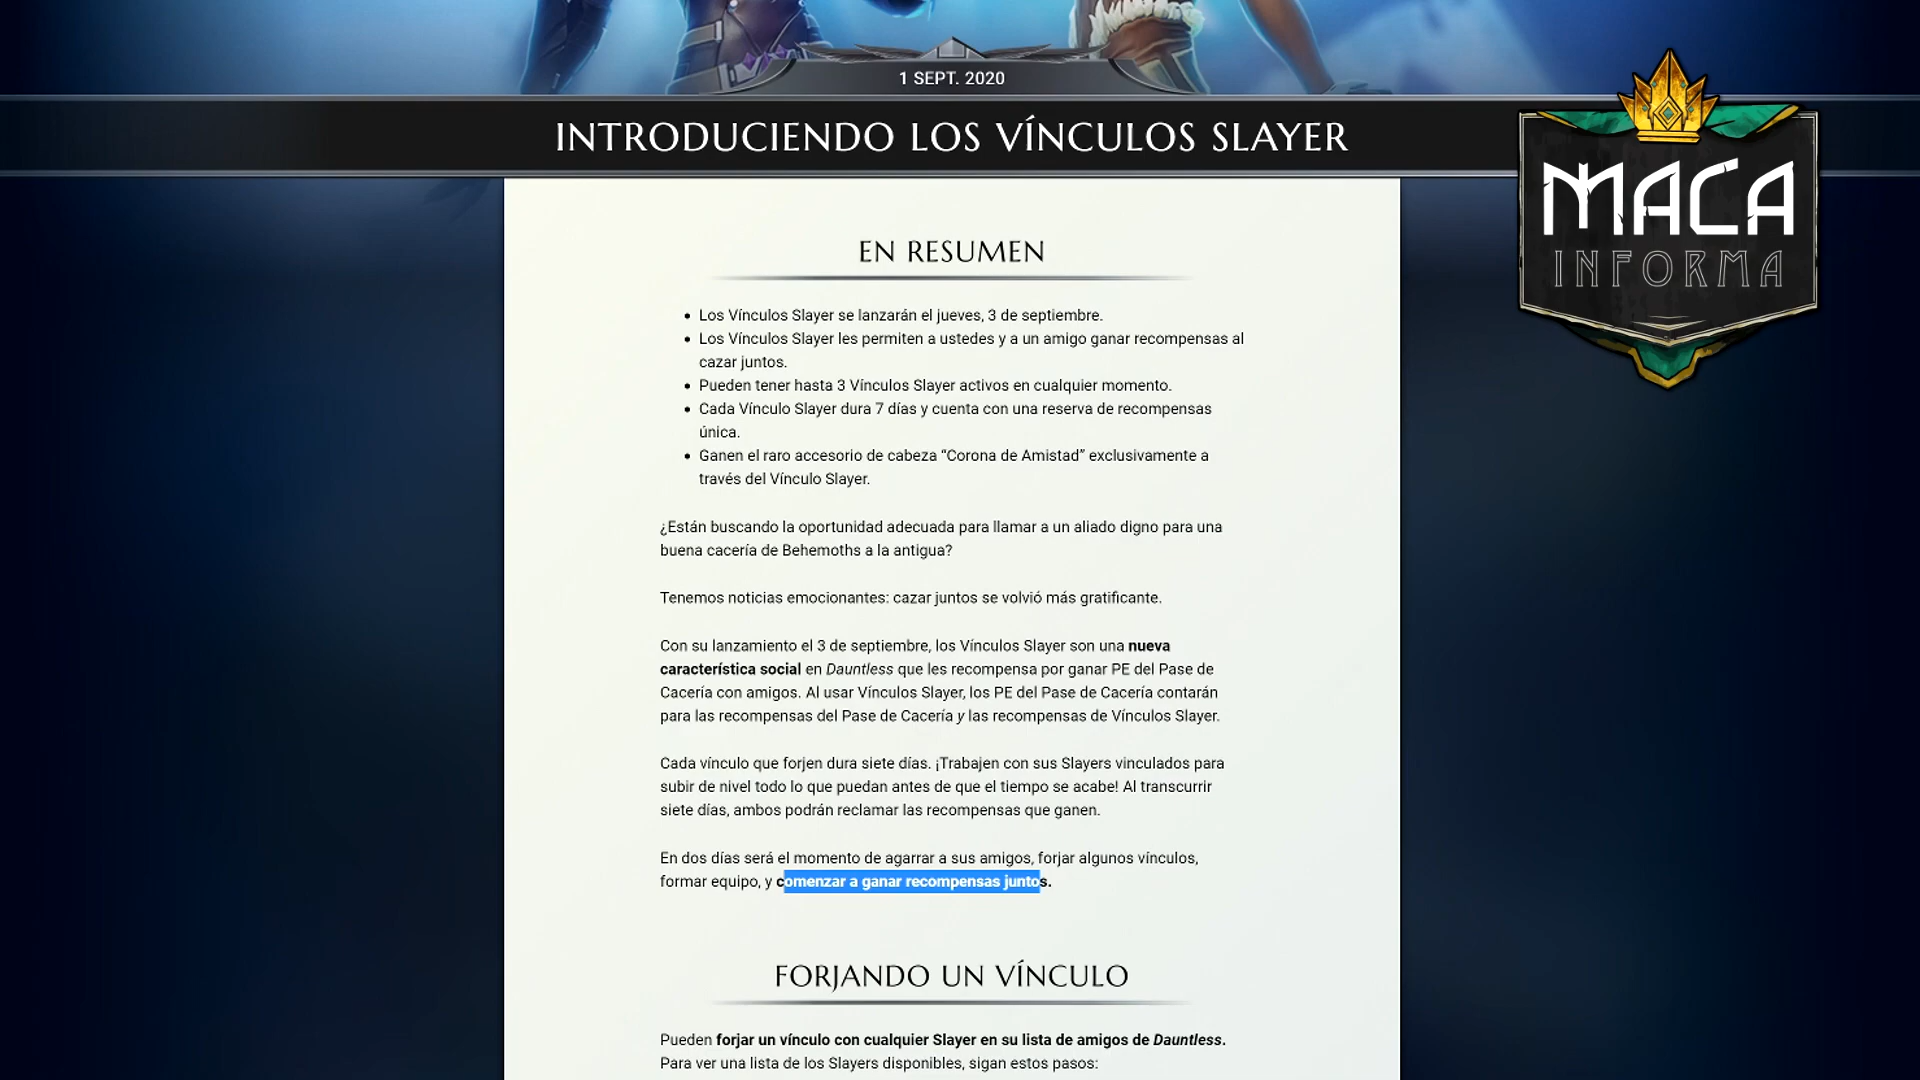 1 SEPT. 2020
INTRODUCIENDO LOS VÍNCULOS SLAYER
MACA
INFORMA
EN RESUMEN
• Los Vínculos Slayer se lanzarán el jueves, 3 de septiembre.
• Los Vínculos Slayer les permiten a ustedes y a un amigo ganar recompensas al
cazar juntos.
• Pueden tener hasta 3 Vínculos Slayer activos en cualquier momento.
• Cada Vínculo Slayer dura 7 días y cuenta con una reserva de recompensas
única.
• Ganen el raro accesorio de cabeza “Corona de Amistad” exclusivamente a
través del Vínculo Slayer.
¿Están buscando la oportunidad adecuada para llamar a un aliado digno para una
buena cacería de Behemoths a la antigua?
Tenemos noticias emocionantes: cazar juntos se volvió más gratificante.
Con su lanzamiento el 3 de septiembre, los Vínculos Slayer son una nueva
característica social en Dauntless que les recompensa por ganar PE del Pase de
Cacería con amigos. Al usar Vínculos Slayer, los PE del Pase de Cacería contarán
para las recompensas del Pase de Cacería y las recompensas de Vínculos Slayer.
Cada vínculo que forjen dura siete días. ¡Trabajen con sus Slayers vinculados para
subir de nivel todo lo que puedan antes de que el tiempo se acabe! Al transcurrir
siete días, ambos podrán reclamar las recompensas que ganen.
En dos días será el momento de agarrar a sus amigos, forjar algunos vínculos,
formar equipo, y comenzar a ganar recompensas juntos.
FORJANDO UN VÍNCULO
Pueden forjar un vínculo con cualquier Slayer en su lista de amigos de Dauntless.
Para ver una lista de los Slayers disponibles, sigan estos pasos: